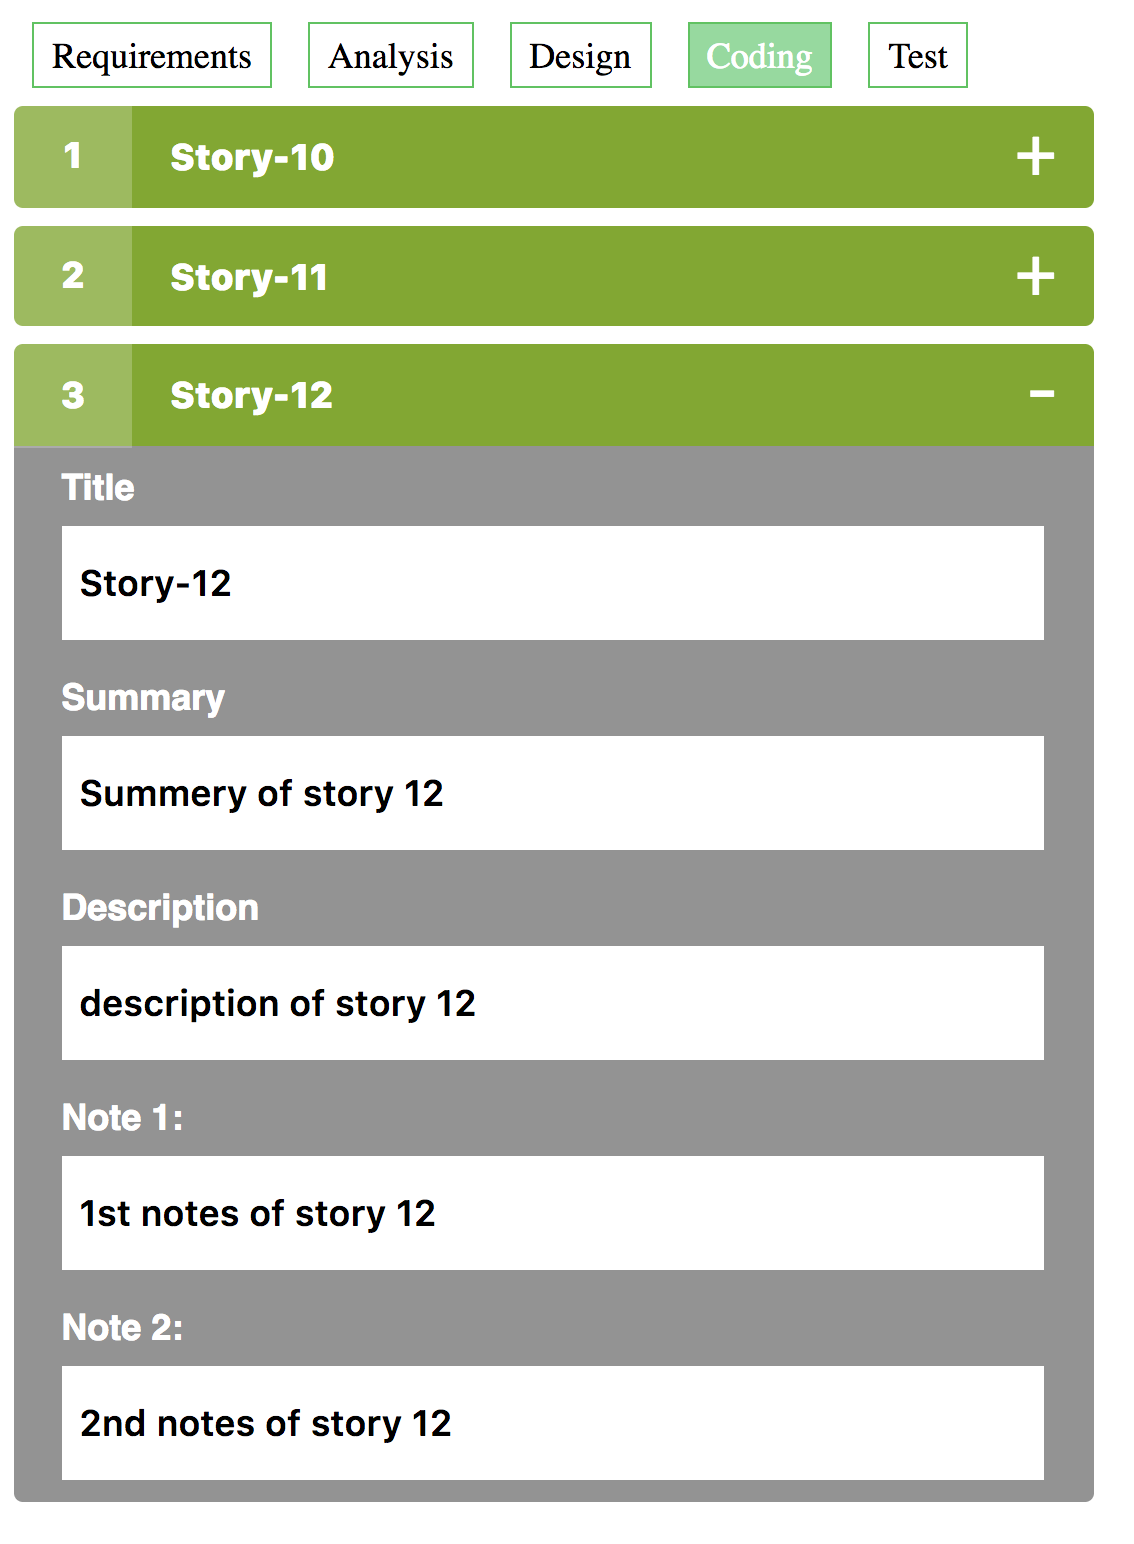 Requirements Analysis Design Coding Test
1 Story-10 +
2 Story-11 +
3 Story-12 -
Title
Story-12
Summary
Summery of story 12
Description
description of story 12
Note 1:
1st notes of story 12
Note 2:
2nd notes of story 12